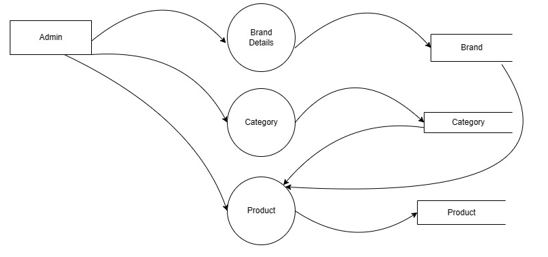 Admin
Brand
Details
Brand
Category
Category
Product
Product